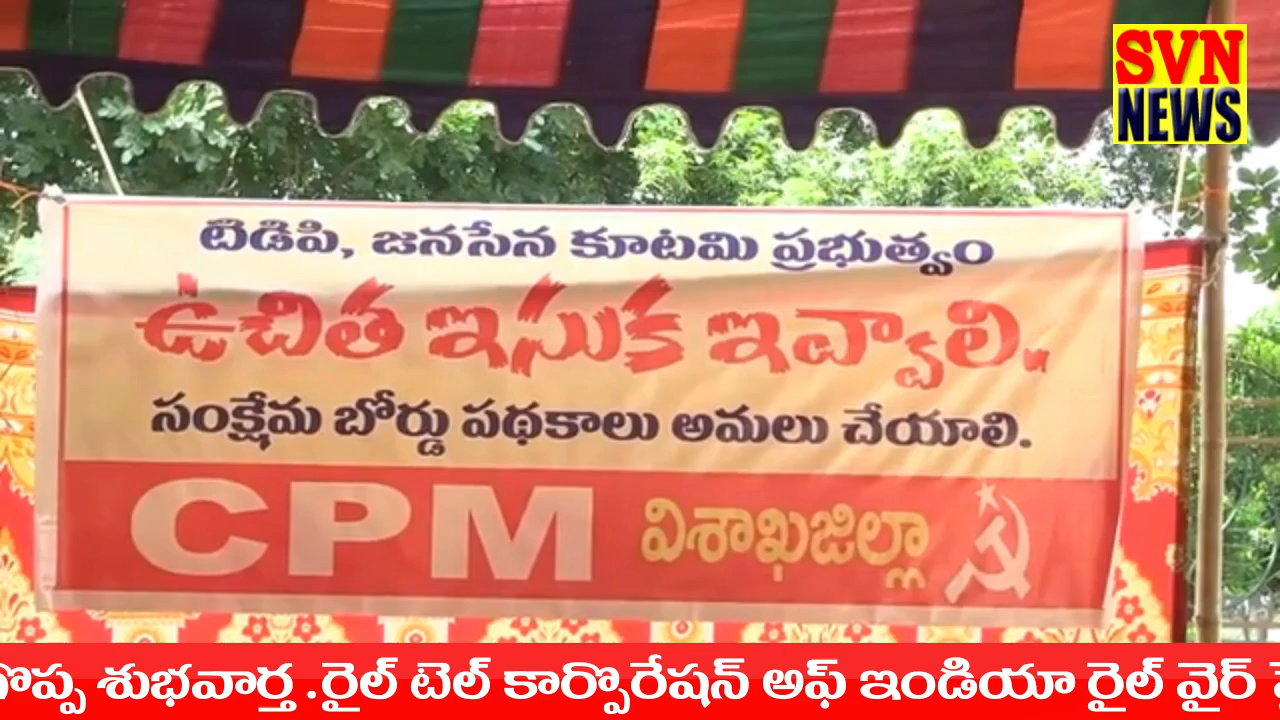 SVN
NEWS
టిడిపి, జనసేన కూటమి ప్రభుత్వం
ఉచిత ఇసుక ఇవ్వాలి.
సంక్షేమ బోర్డు పథకాలు అమలు చేయాలి.
CPM విశాఖజిల్లా
శుభవార్త .రైల్ టెల్ కార్పొరేషన్ అఫ్ ఇండియా రైల్ వైర్